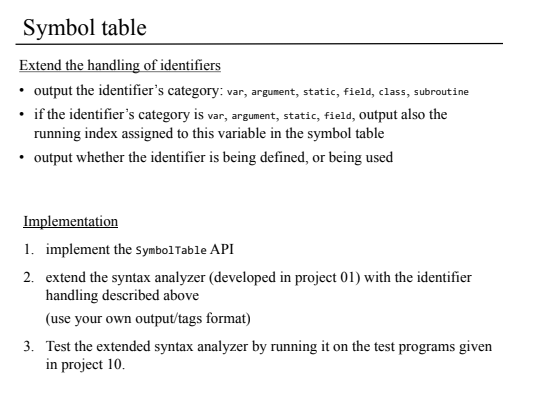 Symbol table
Extend the handling of identifiers
• output the identifier's category: var, argument, static, field, class, subroutine
• if the identifier's category is var, argument, static, field, output also the
running index assigned to this variable in the symbol table
• output whether the identifier is being defined, or being used
Implementation
1. implement the SymbolTable API
2. extend the syntax analyzer (developed in project 01) with the identifier
handling described above
(use your own output/tags format)
3. Test the extended syntax analyzer by running it on the test programs given
in project 10.